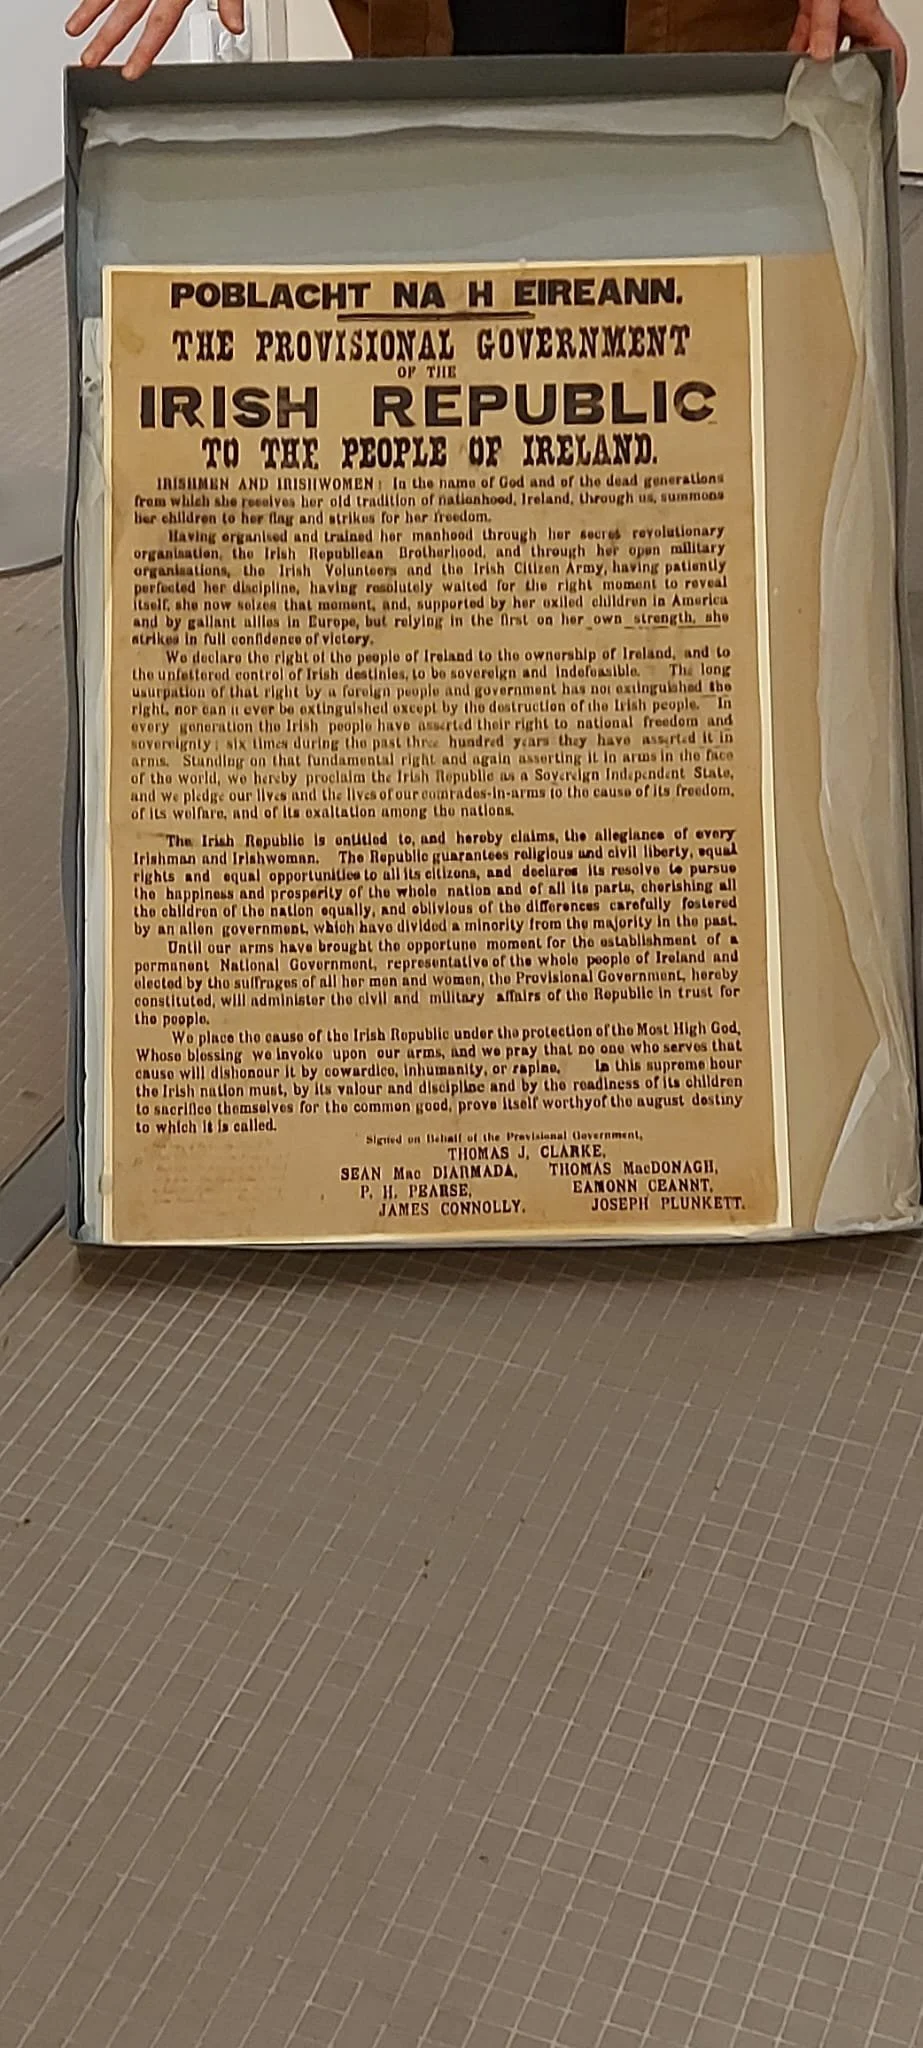 POBLACHT NA H EIREANN.
THE PROVISIONAL GOVERNMENT
OF THE
IRISH REPUBLIC
TO THE PEOPLE OF IRELAND.
IRISHMEN AND IRISHWOMEN: In the name of God and of the dead generations
from which she receives her old tradition of nationhood, Ireland, through us, summons
her children to her flag and strikes for her freedom.
Having organised and trained her manhood through her secret revolutionary
organisation, the Irish Republican Brotherhood, and through her open military
organisations, the Irish Volunteers and the Irish Citizen Army, having patiently
perfected her discipline, having resolutely waited for the right moment to reveal
itself, she now seizes that moment, and, supported by her exiled children in America
and by gallant allies in Europe, but relying in the first on her own strength, she
strikes in full confidence of victory.
We declare the right of the people of Ireland to the ownership of Ireland, and to
the unfettered control of Irish destinies, to be sovereign and indefeasible. The long
usurpation of that right by a foreign people and government has not extinguished the
right, nor can it ever be extinguished except by the destruction of the Irish people. In
every generation the Irish people have asserted their right to national freedom and
sovereignty; six times during the past three hundred years they have asserted it in
arms. Standing on that fundamental right and again asserting it in arms in the face
of the world, we hereby proclaim the Irish Republic as a Sovereign Independent State,
and we pledge our lives and the lives of our comrades-in-arms to the cause of its freedom,
of its welfare, and of its exaltation among the nations.
The Irish Republic is entitled to, and hereby claims, the allegiance of every
Irishman and Irishwoman. The Republic guarantees religious and civil liberty, equal
rights and equal opportunities to all its citizens, and declares its resolve to pursue
the happiness and prosperity of the whole nation and of all its parts, cherishing all
the children of the nation equally, and oblivious of the differences carefully fostered
by an alien government, which have divided a minority from the majority in the past.
Until our arms have brought the opportune moment for the establishment of a
permanent National Government, representative of the whole people of Ireland and
elected by the suffrages of all her men and women, the Provisional Government, hereby
constituted, will administer the civil and military affairs of the Republic in trust for
the people.
We place the cause of the Irish Republic under the protection of the Most High God,
Whose blessing we invoke upon our arms, and we pray that no one who serves that
cause will dishonour it by cowardice, inhumanity, or rapine. In this supreme hour
the Irish nation must, by its valour and discipline and by the readiness of its children
to sacrifice themselves for the common good, prove itself worthyof the august destiny
to which it is called.
Signed on Behalf of the Provisional Government,
THOMAS J. CLARKE,
SEAN Mac DIARMADA, THOMAS MacDONAGH,
P. H. PEARSE, EAMONN CEANNT,
JAMES CONNOLLY. JOSEPH PLUNKETT.